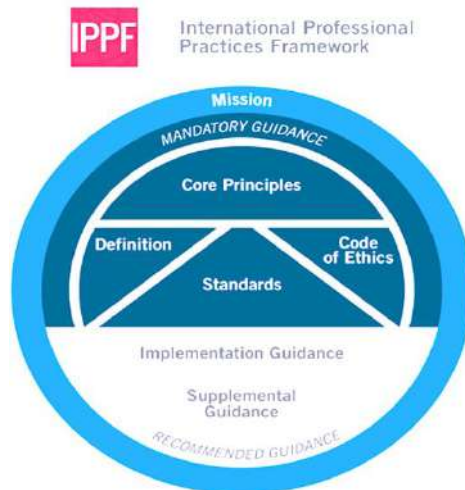 IPPF
International Professional
Practices Framework
Mission
MANDATORY GUIDANCE
Core Principles
Definition
Code
of Ethics
Standards
Implementation Guidance
Supplemental
Guidance
RECOMMENDED GUIDANCE